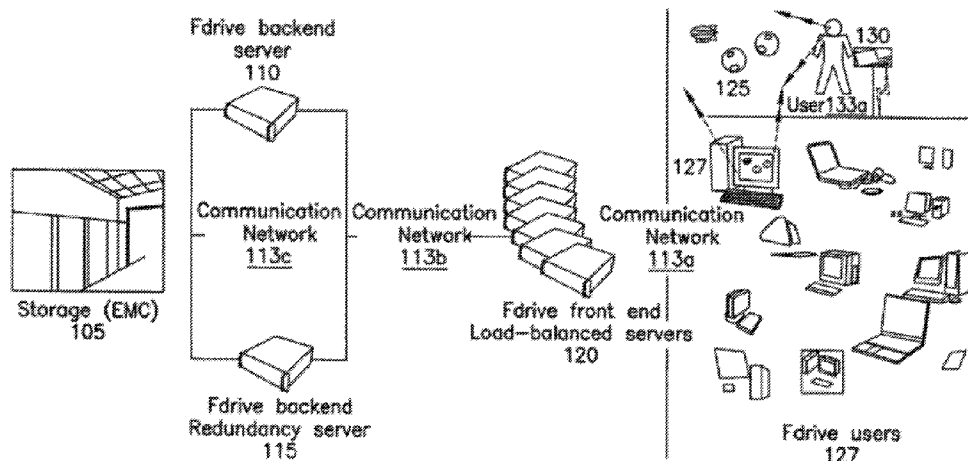 Fdrive backend
server
110
130
125
User133a
127
Communication
Network
113c
Communication
Network
113b
Communication
Network
113a
Storage (EMC)
105
Fdrive front end
Load-balanced servers
120
Fdrive backend
Redundancy server
115
Fdrive users
127